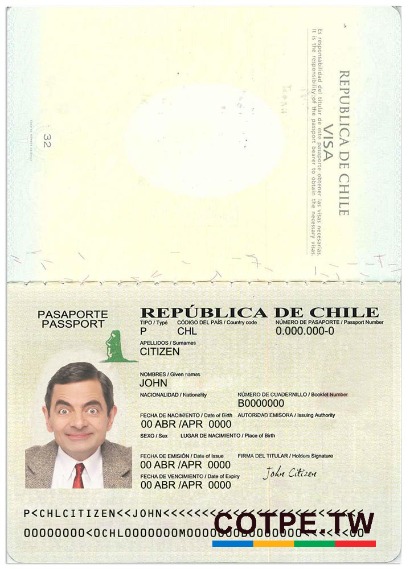 REPUBLICA DE CHILE
VISA
Es responsabilidad del titular de este pasaporte obtener las visas necesarias.
It is the responsibility of the passport bearer to obtain the necessary visas.
32
PASAPORTE
PASSPORT
REPÚBLICA DE CHILE
TIPO / Type CÓDIGO DEL PAÍS / Country code NÚMERO DE PASAPORTE / Passport Number
P CHL 0.000.000-0
APELLIDOS / Surnames
CITIZEN
NOMBRES / Given names
JOHN
NACIONALIDAD / Nationality NÚMERO DE CUADERNILLO / Booklet Number
B0000000
FECHA DE NACIMIENTO / Date of Birth AUTORIDAD EMISORA / Issuing Authority
00 ABR /APR 0000
SEXO / Sex LUGAR DE NACIMIENTO / Place of Birth
FECHA DE EMISIÓN / Date of Issue FIRMA DEL TITULAR / Holders Signature
00 ABR /APR 0000 John Citizen
FECHA DE VENCIMIENTO / Date of Expiry
00 ABR /APR 0000
P<CHLCITIZEN<<JOHN<<<<<<<<<<<<<<<<<<<<<<<<<<
COTPE.TW